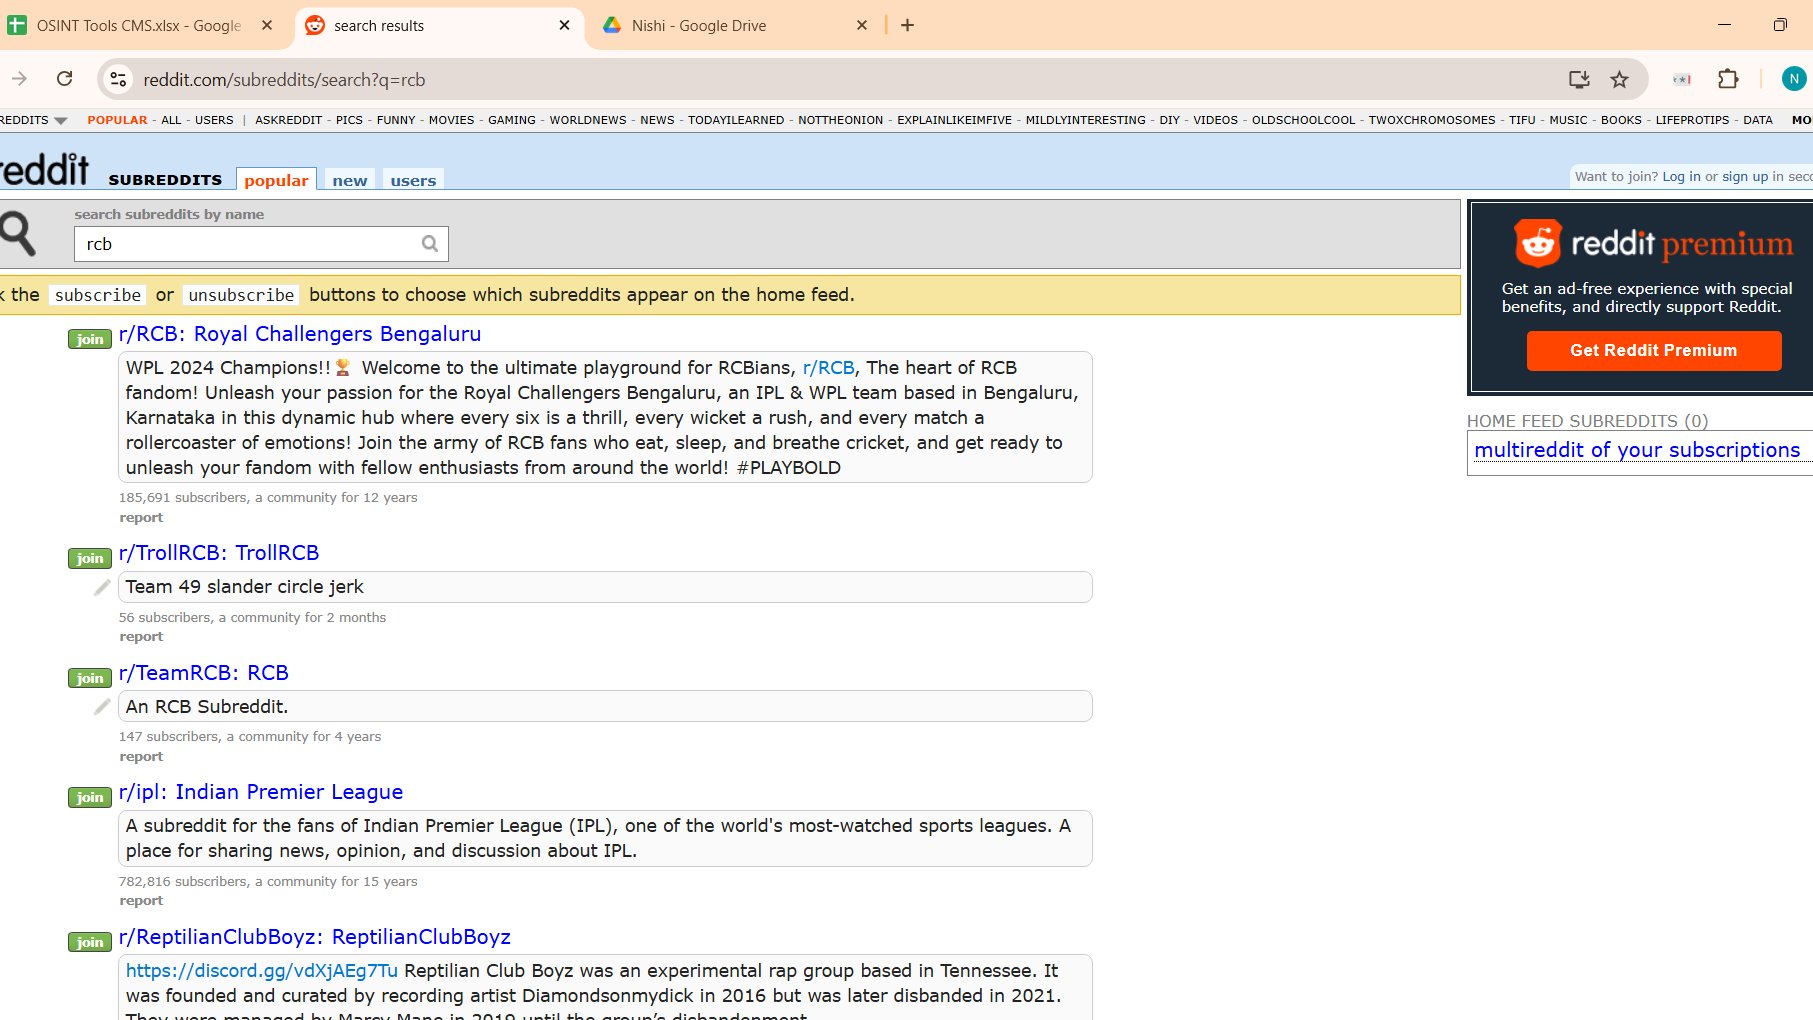 OSINT Tools CMS.xlsx - Google
search results
Nishi - Google Drive
reddit.com/subreddits/search?q=rcb
N
REDDITS POPULAR - ALL - USERS | ASKREDDIT - PICS - FUNNY - MOVIES - GAMING - WORLDNEWS - NEWS - TODAYILEARNED - NOTTHEONION - EXPLAINLIKEIMFIVE - MILDLYINTERESTING - DIY - VIDEOS - OLDSCHOOLCOOL - TWOXCHROMOSOMES - TIFU - MUSIC - BOOKS - LIFEPROTIPS - DATA MO
reddit SUBREDDITS popular new users
Want to join? Log in or sign up in seco
search subreddits by name
rcb
k the subscribe or unsubscribe buttons to choose which subreddits appear on the home feed.
join r/RCB: Royal Challengers Bengaluru
WPL 2024 Champions!!🏆 Welcome to the ultimate playground for RCBians, r/RCB, The heart of RCB
fandom! Unleash your passion for the Royal Challengers Bengaluru, an IPL & WPL team based in Bengaluru,
Karnataka in this dynamic hub where every six is a thrill, every wicket a rush, and every match a
rollercoaster of emotions! Join the army of RCB fans who eat, sleep, and breathe cricket, and get ready to
unleash your fandom with fellow enthusiasts from around the world! #PLAYBOLD
185,691 subscribers, a community for 12 years
report
join r/TrollRCB: TrollRCB
Team 49 slander circle jerk
56 subscribers, a community for 2 months
report
join r/TeamRCB: RCB
An RCB Subreddit.
147 subscribers, a community for 4 years
report
join r/ipl: Indian Premier League
A subreddit for the fans of Indian Premier League (IPL), one of the world's most-watched sports leagues. A
place for sharing news, opinion, and discussion about IPL.
782,816 subscribers, a community for 15 years
report
join r/ReptilianClubBoyz: ReptilianClubBoyz
https://discord.gg/vdXjAEg7Tu Reptilian Club Boyz was an experimental rap group based in Tennessee. It
was founded and curated by recording artist Diamondsonmydick in 2016 but was later disbanded in 2021.
They were managed by Marcy Mane in 2019 until the group's disbandonment.
reddit premium
Get an ad-free experience with special
benefits, and directly support Reddit.
Get Reddit Premium
HOME FEED SUBREDDITS (0)
multireddit of your subscriptions